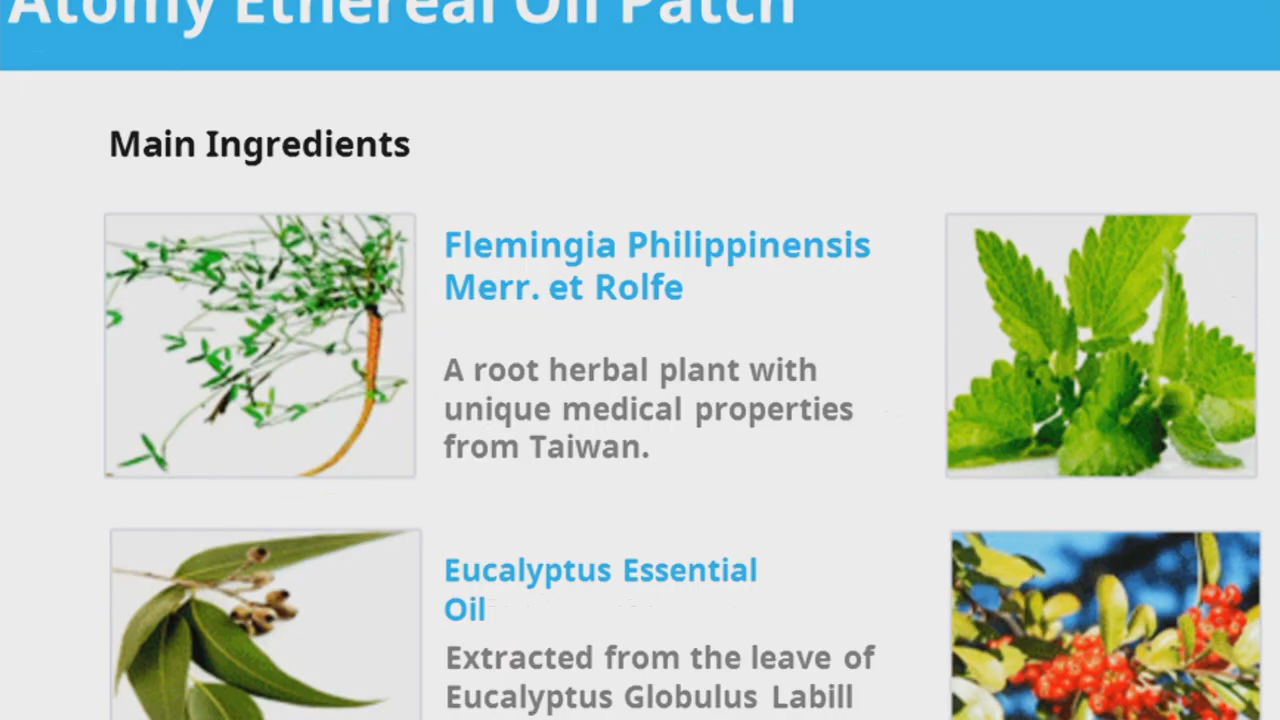 Atomy Ethereal Oil Patch
Main Ingredients
Flemingia Philippinensis
Merr. et Rolfe
A root herbal plant with
unique medical properties
from Taiwan.
Eucalyptus Essential
Oil
Extracted from the leave of
Eucalyptus Globulus Labill